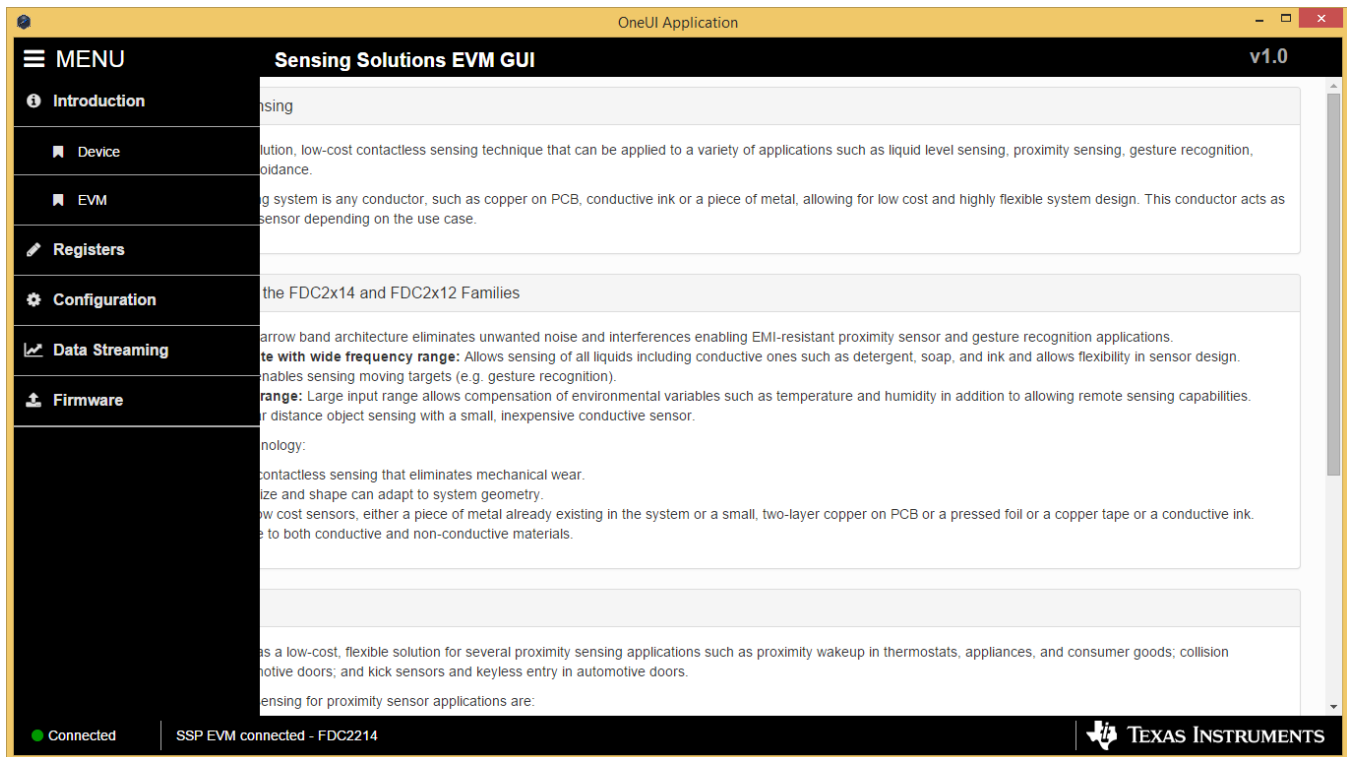 OneUI Application
MENU
Sensing Solutions EVM GUI
v1.0
Introduction
Device
EVM
Registers
Configuration
Data Streaming
Firmware
nsing
lution, low-cost contactless sensing technique that can be applied to a variety of applications such as liquid level sensing, proximity sensing, gesture recognition,
oidance.
g system is any conductor, such as copper on PCB, conductive ink or a piece of metal, allowing for low cost and highly flexible system design. This conductor acts as
sensor depending on the use case.
the FDC2x14 and FDC2x12 Families
arrow band architecture eliminates unwanted noise and interferences enabling EMI-resistant proximity sensor and gesture recognition applications.
te with wide frequency range: Allows sensing of all liquids including conductive ones such as detergent, soap, and ink and allows flexibility in sensor design.
enables sensing moving targets (e.g. gesture recognition).
range: Large input range allows compensation of environmental variables such as temperature and humidity in addition to allowing remote sensing capabilities.
r distance object sensing with a small, inexpensive conductive sensor.
nology:
contactless sensing that eliminates mechanical wear.
ize and shape can adapt to system geometry.
ow cost sensors, either a piece of metal already existing in the system or a small, two-layer copper on PCB or a pressed foil or a copper tape or a conductive ink.
e to both conductive and non-conductive materials.
as a low-cost, flexible solution for several proximity sensing applications such as proximity wakeup in thermostats, appliances, and consumer goods; collision
motive doors; and kick sensors and keyless entry in automotive doors.
ensing for proximity sensor applications are:
Connected
SSP EVM connected - FDC2214
TEXAS INSTRUMENTS